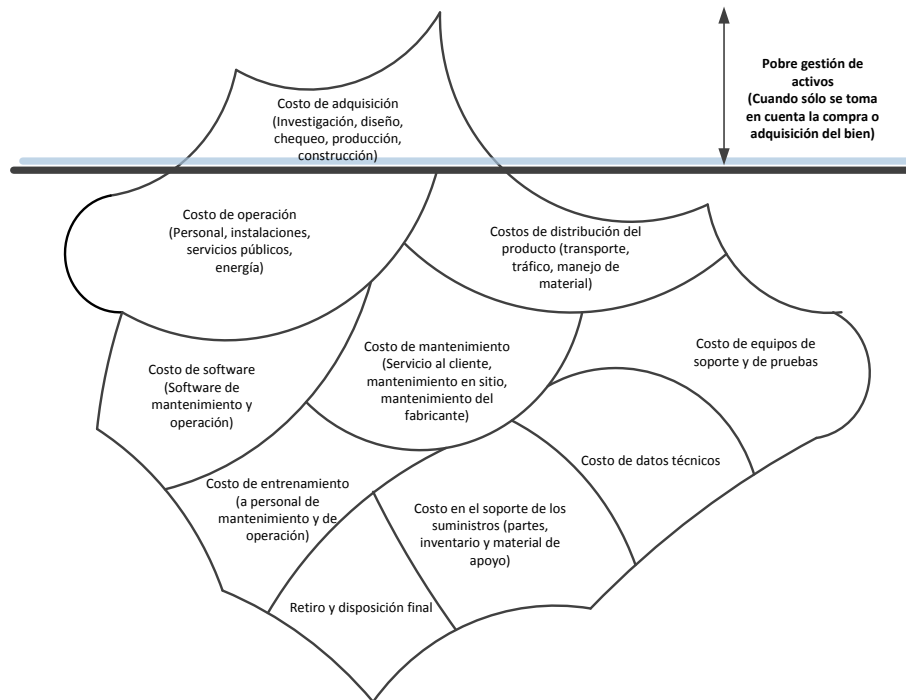 Pobre gestión de
activos
(Cuando sólo se toma
en cuenta la compra o
adquisición del bien)
Costo de adquisición
(Investigación, diseño,
chequeo, producción,
construcción)
Costo de operación
(Personal, instalaciones,
servicios públicos,
energía)
Costos de distribución del
producto (transporte,
tráfico, manejo de
material)
Costo de software
(Software de
mantenimiento y
operación)
Costo de mantenimiento
(Servicio al cliente,
mantenimiento en sitio,
mantenimiento del
fabricante)
Costo de equipos de
soporte y de pruebas
Costo de entrenamiento
(a personal de
mantenimiento y de
operación)
Costo en el soporte de los
suministros (partes,
inventario y material de
apoyo)
Costo de datos técnicos
Retiro y disposición final